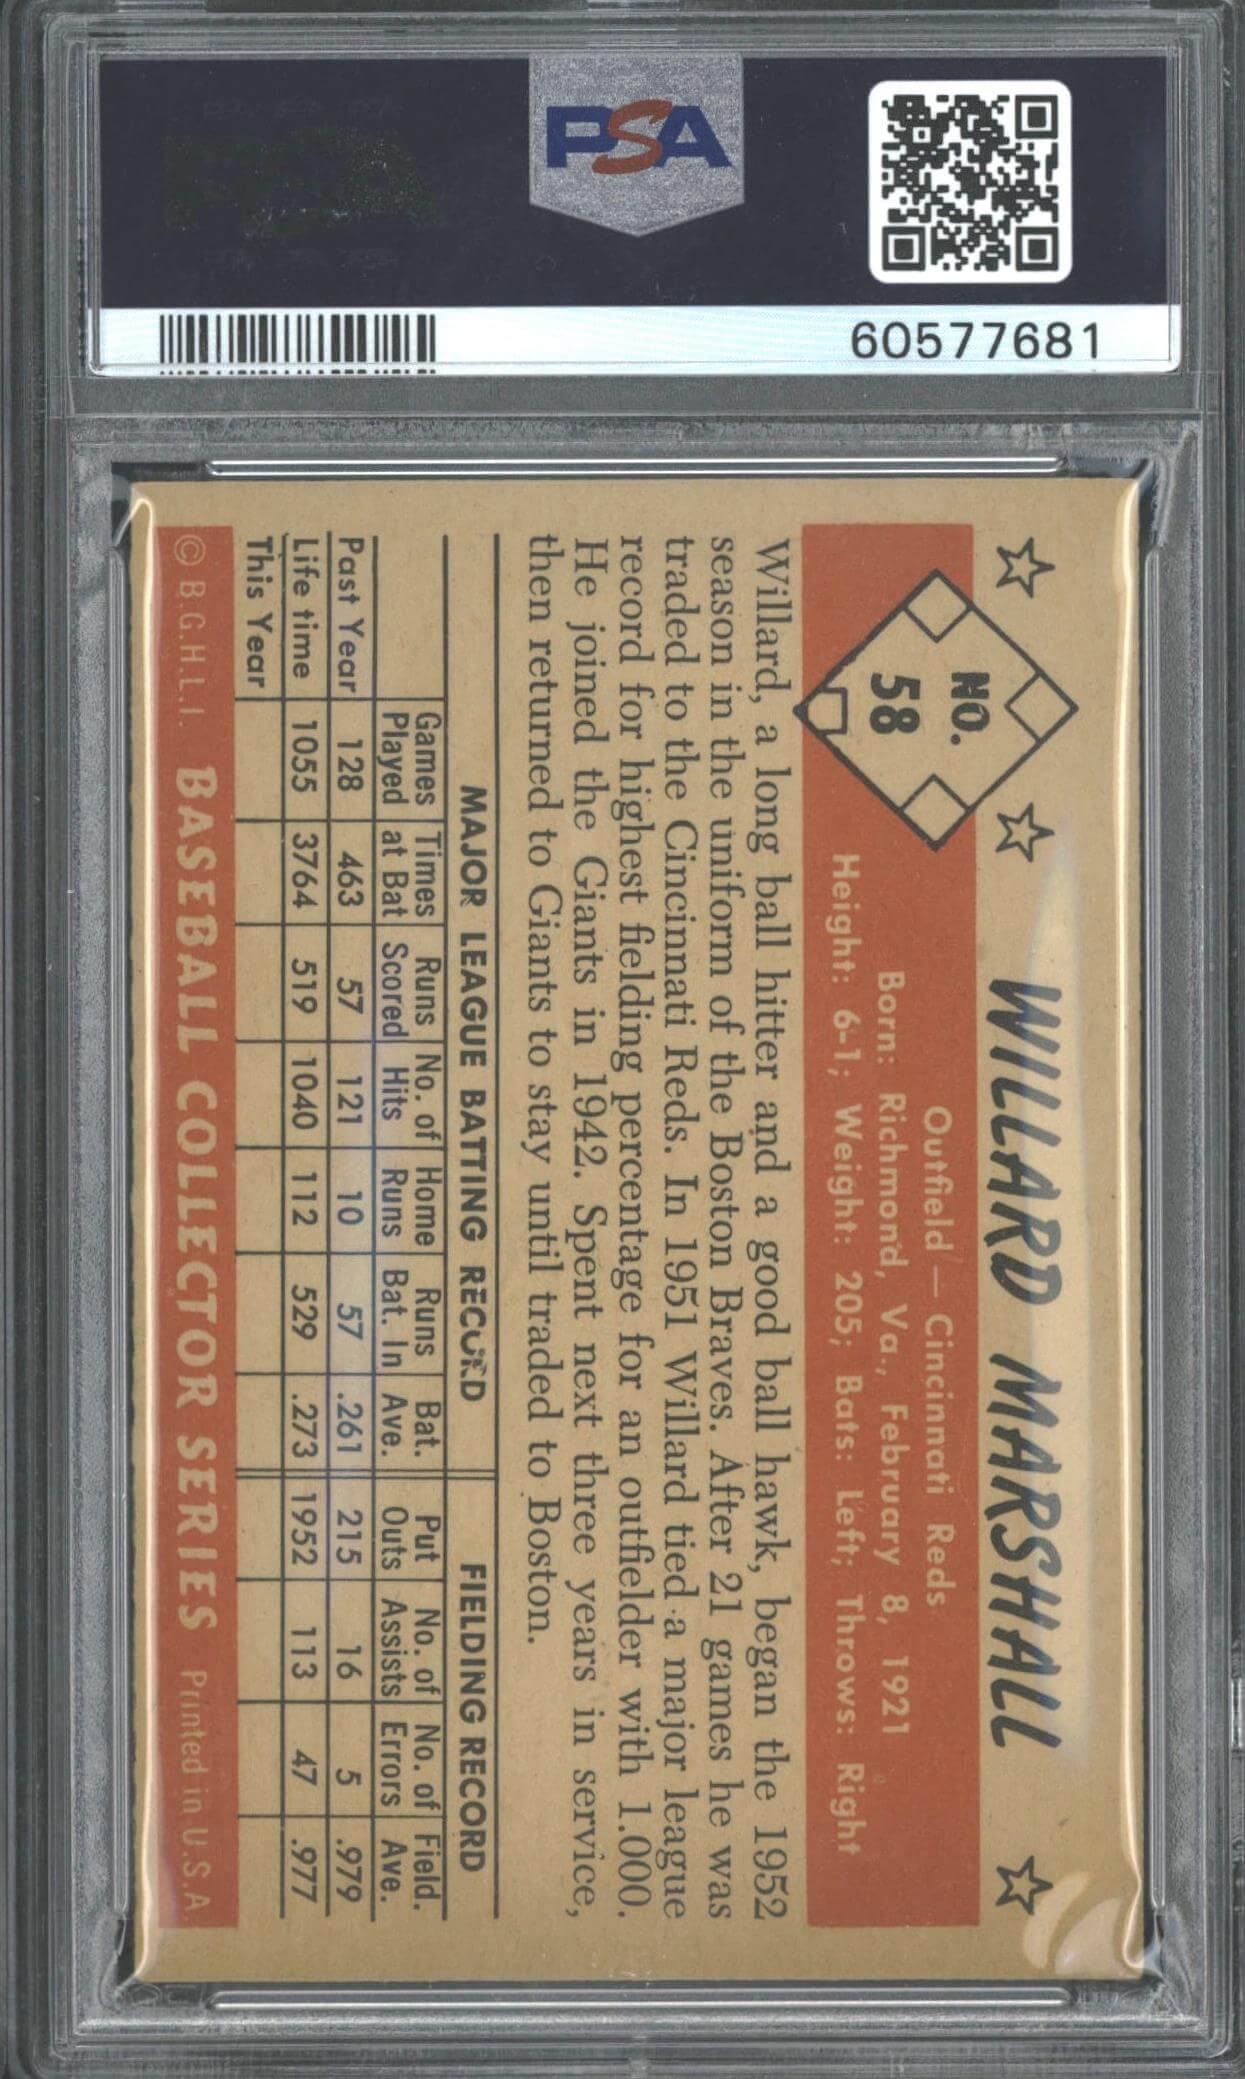 PSA
60577681
NO.
58
WILLARD MARSHALL
Outfield — Cincinnati Reds
Born: Richmond, Va., February 8, 1921
Height: 6-1; Weight: 205; Bats: Left; Throws: Right
Willard, a long ball hitter and a good ball hawk, began the 1952
season in the uniform of the Boston Braves. After 21 games he was
traded to the Cincinnati Reds. In 1951 Willard tied a major league
record for highest fielding percentage for an outfielder with 1.000.
He joined the Giants in 1942. Spent next three years in service,
then returned to Giants to stay until traded to Boston.
MAJOR LEAGUE BATTING RECORD FIELDING RECORD
Games Times Runs No. of Home Runs Bat. Put No. of No. of Field.
Played at Bat Scored Hits Runs Bat. In Ave. Outs Assists Errors Ave.
Past Year 128 463 57 121 10 57 .261 215 16 5 .979
Life time 1055 3764 519 1040 112 529 .273 1952 113 47 .977
This Year
© B.G.H.L.I. BASEBALL COLLECTOR SERIES Printed in U.S.A.